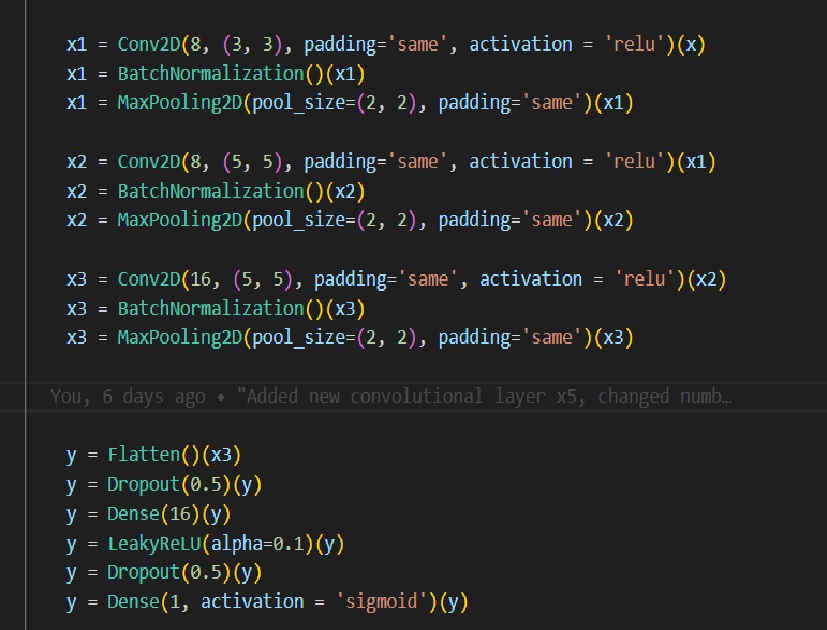 x1 = Conv2D(8, (3, 3), padding='same', activation = 'relu')(x)
x1 = BatchNormalization()(x1)
x1 = MaxPooling2D(pool_size=(2, 2), padding='same')(x1)
x2 = Conv2D(8, (5, 5), padding='same', activation = 'relu')(x1)
x2 = BatchNormalization()(x2)
x2 = MaxPooling2D(pool_size=(2, 2), padding='same')(x2)
x3 = Conv2D(16, (5, 5), padding='same', activation = 'relu')(x2)
x3 = BatchNormalization()(x3)
x3 = MaxPooling2D(pool_size=(2, 2), padding='same')(x3)
You, 6 days ago • "Added new convolutional layer x5, changed numb…
y = Flatten()(x3)
y = Dropout(0.5)(y)
y = Dense(16)(y)
y = LeakyReLU(alpha=0.1)(y)
y = Dropout(0.5)(y)
y = Dense(1, activation = 'sigmoid')(y)